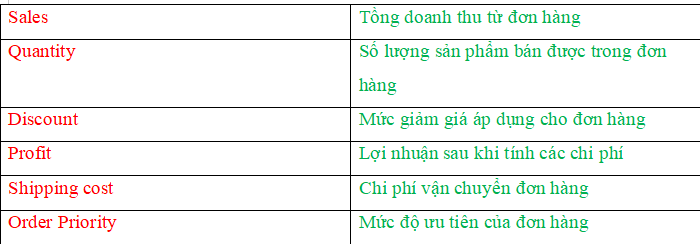 Sales
Tổng doanh thu từ đơn hàng
Quantity
Số lượng sản phẩm bán được trong đơn
hàng
Discount
Mức giảm giá áp dụng cho đơn hàng
Profit
Lợi nhuận sau khi tính các chi phí
Shipping cost
Chi phí vận chuyển đơn hàng
Order Priority
Mức độ ưu tiên của đơn hàng